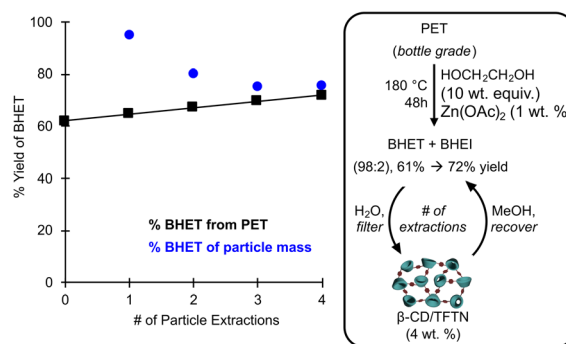 100
80
60
40
20
0
% Yield of BHET
% BHET from PET
% BHET of particle mass
0 1 2 3 4
# of Particle Extractions
PET
(bottle grade)
180 °C
48h
HOCH2CH2OH
(10 wt. equiv.)
Zn(OAc)2 (1 wt. %
BHET + BHEI
(98:2), 61% → 72% yield
H2O,
filter
# of
extractions
MeOH,
recover
β-CD/TFTN
(4 wt. %)